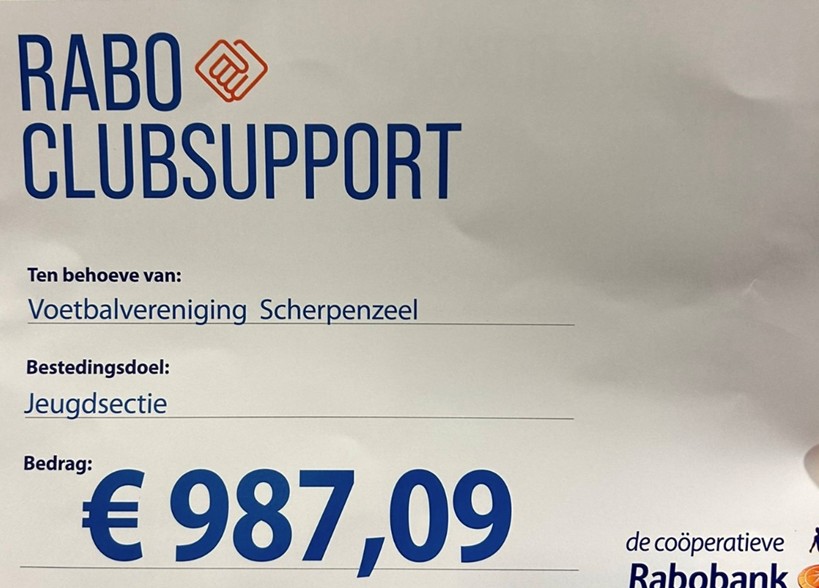 RABO
CLUBSUPPORT
Ten behoeve van:
Voetbalvereniging Scherpenzeel
Bestedingsdoel:
Jeugdsectie
Bedrag:
€ 987,09
de coöperatieve
Rabobank